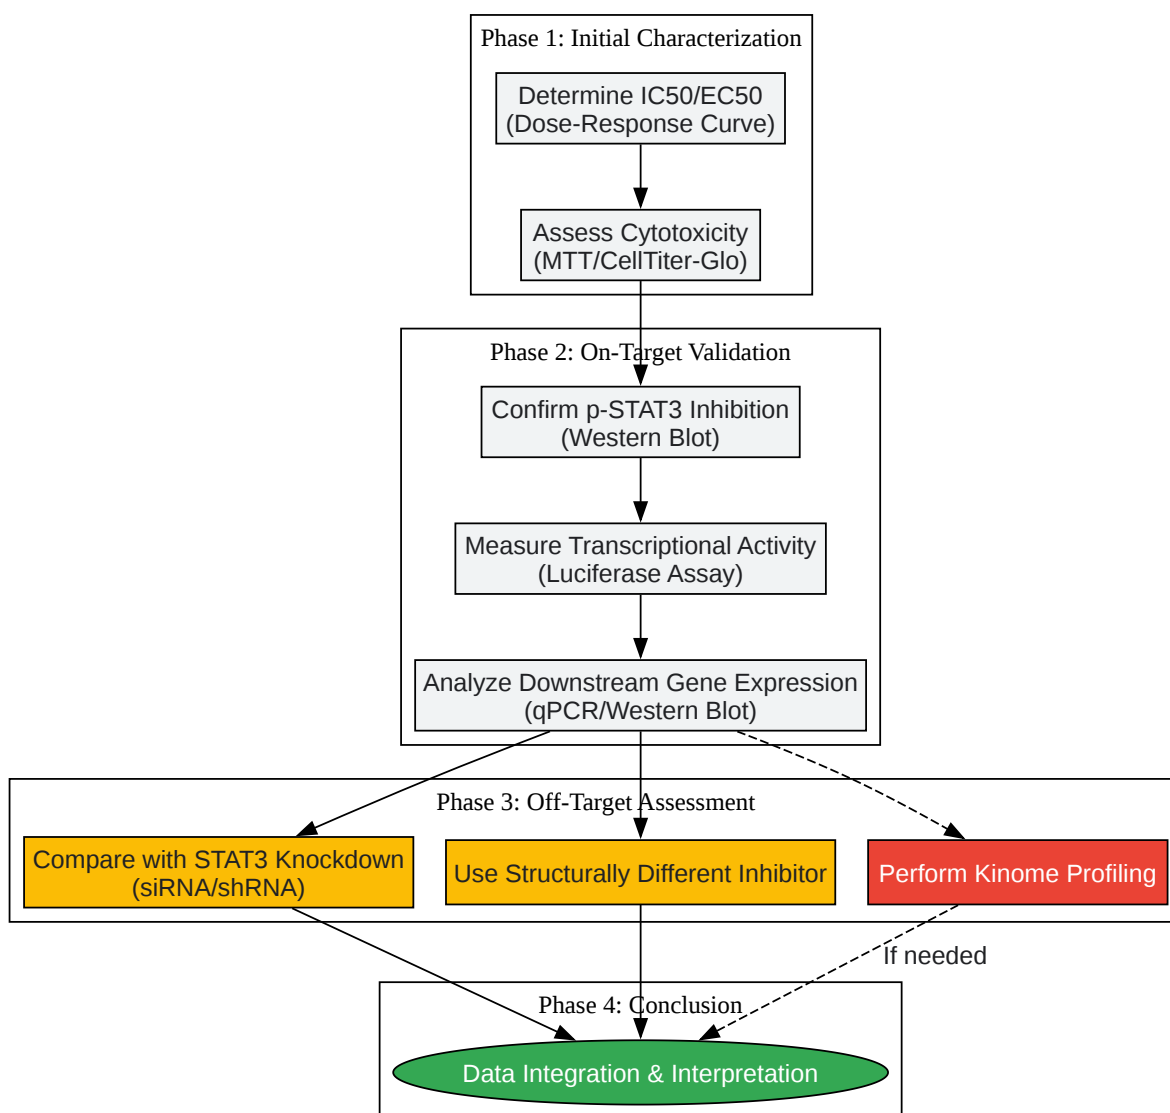 Phase 1: Initial Characterization
Determine IC50/EC50
(Dose-Response Curve)
Assess Cytotoxicity
(MTT/CellTiter-Glo)
Phase 2: On-Target Validation
Confirm p-STAT3 Inhibition
(Western Blot)
Measure Transcriptional Activity
(Luciferase Assay)
Analyze Downstream Gene Expression
(qPCR/Western Blot)
Phase 3: Off-Target Assessment
Compare with STAT3 Knockdown
(siRNA/shRNA)
Use Structurally Different Inhibitor
Perform Kinome Profiling
If needed
Phase 4: Conclusion
Data Integration & Interpretation